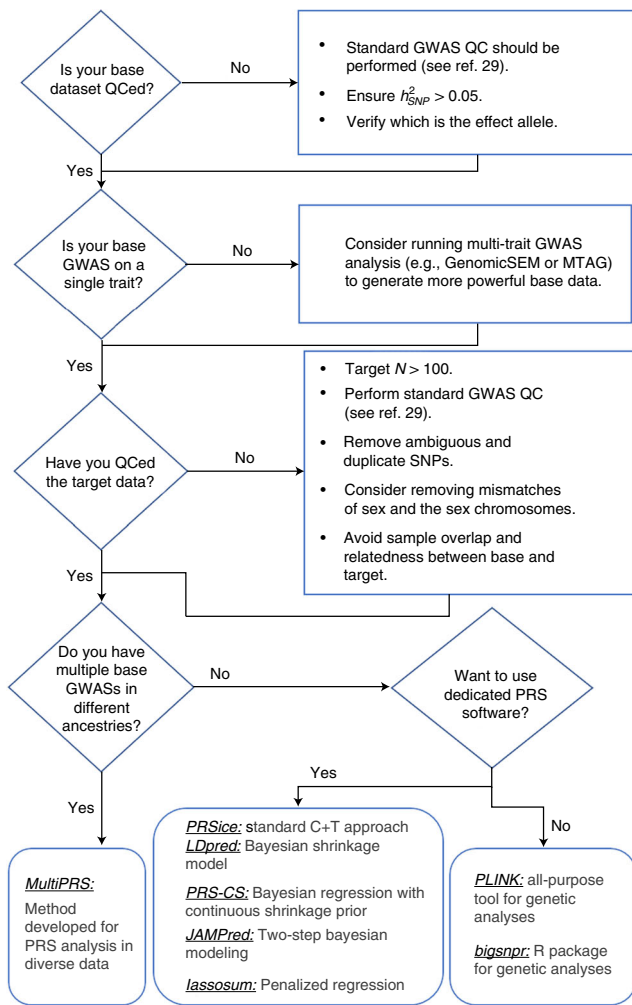 Is your base
dataset QCed?
No
• Standard GWAS QC should be
performed (see ref. 29).
• Ensure h²SNP > 0.05.
• Verify which is the effect allele.
Yes
Is your base
GWAS on a
single trait?
No
Consider running multi-trait GWAS
analysis (e.g., GenomicSEM or MTAG)
to generate more powerful base data.
Yes
Have you QCed
the target data?
No
• Target N > 100.
• Perform standard GWAS QC
(see ref. 29).
• Remove ambiguous and
duplicate SNPs.
• Consider removing mismatches
of sex and the sex chromosomes.
• Avoid sample overlap and
relatedness between base and
target.
Yes
Do you have
multiple base
GWASs in
different
ancestries?
No
Want to use
dedicated PRS
software?
Yes
MultiPRS:
Method
developed for
PRS analysis in
diverse data
Yes
PRSice: standard C+T approach
LDpred: Bayesian shrinkage
model
PRS-CS: Bayesian regression with
continuous shrinkage prior
JAMPred: Two-step bayesian
modeling
lassosum: Penalized regression
No
PLINK: all-purpose
tool for genetic
analyses
bigsnpr: R package
for genetic analyses